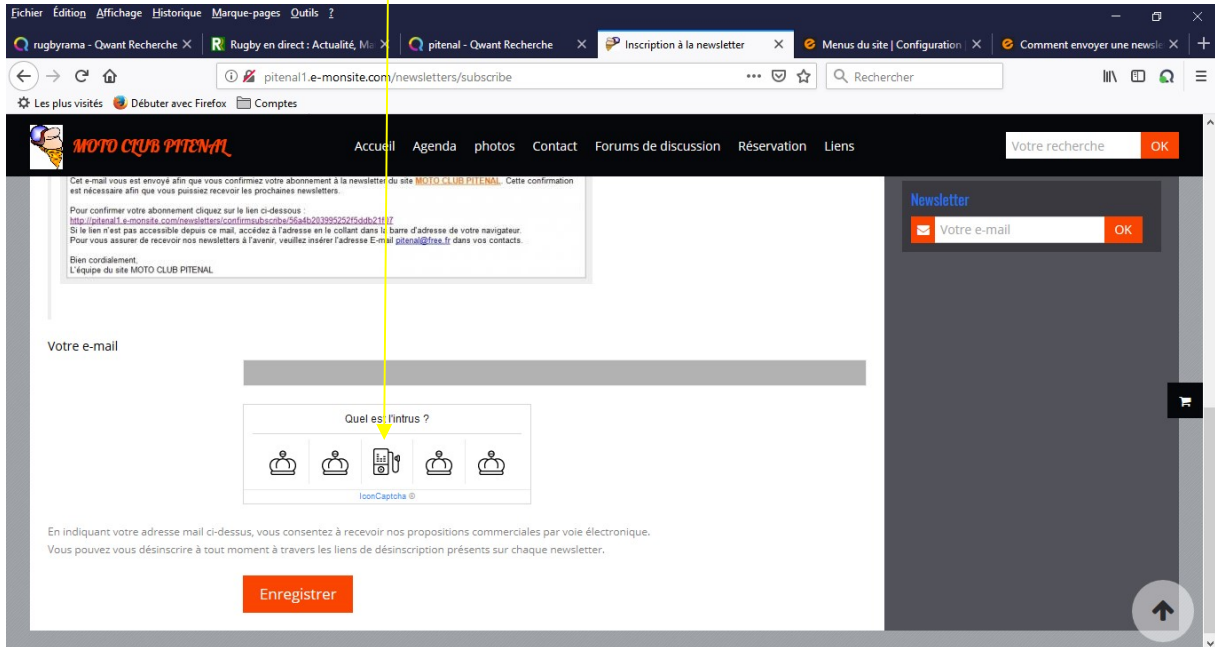 Fichier Édition Affichage Historique Marque-pages Outils ?
rugbyrama - Qwant Recherche
Rugby en direct : Actualité, Ma
pitenal - Qwant Recherche
Inscription à la newsletter
Menus du site | Configuration |
Comment envoyer une newsle
pitenal1.e-monsite.com/newsletters/subscribe
Rechercher
Les plus visités Débuter avec Firefox Comptes
MOTO CLUB PITENAL
Accueil Agenda photos Contact Forums de discussion Réservation Liens
Votre recherche OK
Cet e-mail vous est envoyé afin que vous confirmiez votre abonnement à la newsletter du site MOTO CLUB PITENAL. Cette confirmation
est nécessaire afin que vous puissiez recevoir les prochaines newsletters.
Pour confirmer votre abonnement cliquez sur le lien ci-dessous :
Si le lien n'est pas accessible depuis ce mail, accédez à l'adresse en le collant dans la barre d'adresse de votre navigateur.
Pour vous assurer de recevoir nos newsletters à l'avenir, veuillez insérer l'adresse E-mail pitenal@free.fr dans vos contacts.
Bien cordialement,
L'équipe du site MOTO CLUB PITENAL
Newsletter
Votre e-mail OK
Votre e-mail
Quel est l'intrus ?
IconCaptcha ©
En indiquant votre adresse mail ci-dessus, vous consentez à recevoir nos propositions commerciales par voie électronique.
Vous pouvez vous désinscrire à tout moment à travers les liens de désinscription présents sur chaque newsletter.
Enregistrer